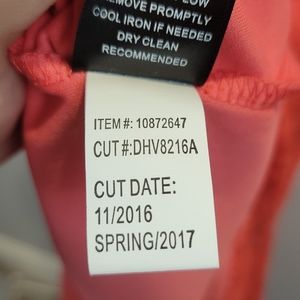 REMOVE PROMPTLY
COOL IRON IF NEEDED
DRY CLEAN
RECOMMENDED
ITEM #: 10872647
CUT #:DHV8216A
CUT DATE:
11/2016
SPRING/2017